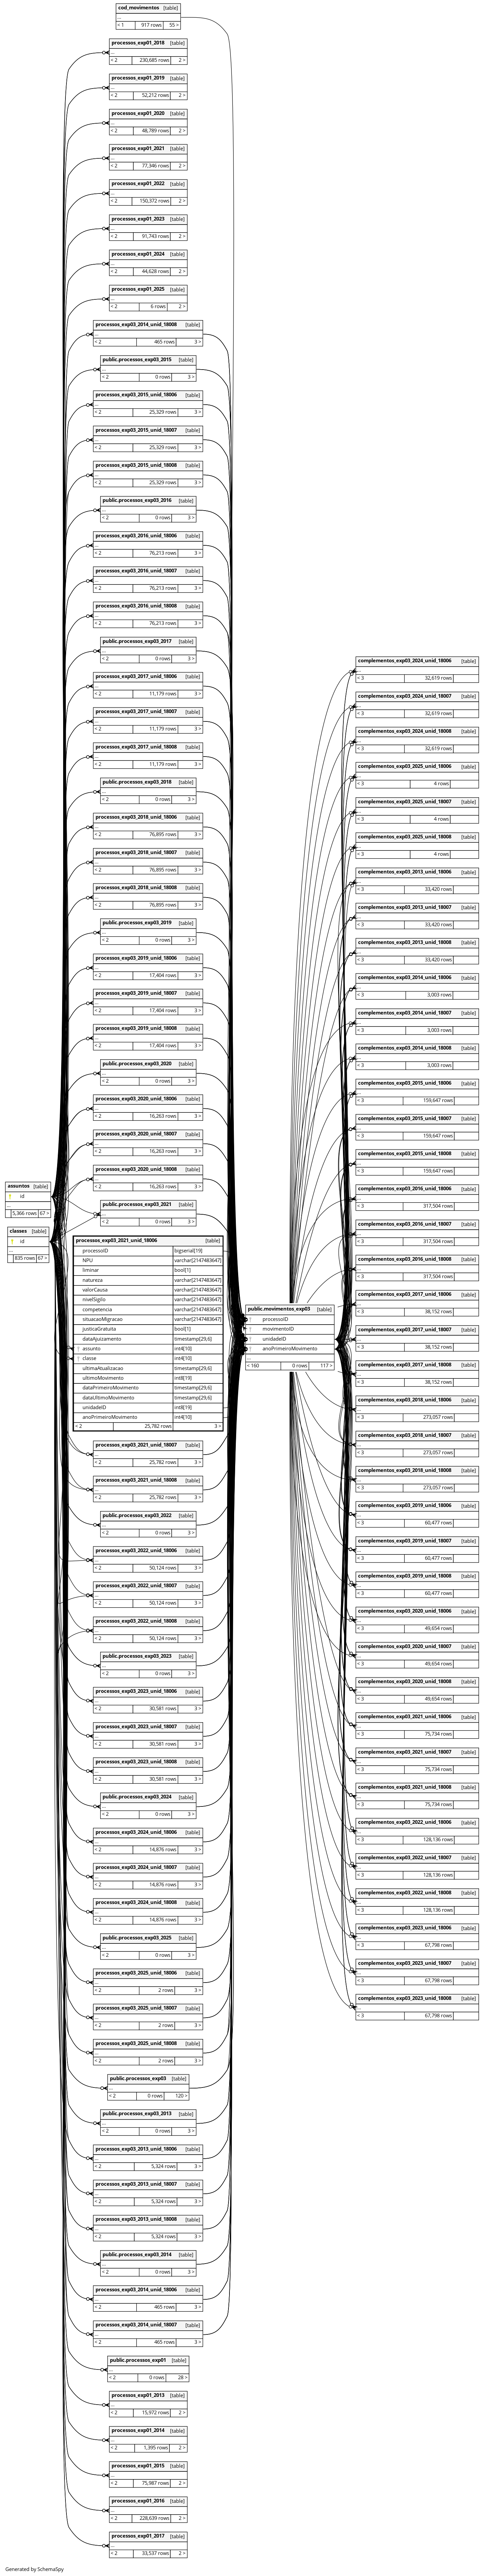 cod_movimentos [table]
...
< 1 917 rows 55 >
processos_exp01_2018 [table]
...
< 2 230,685 rows 2 >
processos_exp01_2019 [table]
...
< 2 52,212 rows 2 >
processos_exp01_2020 [table]
...
< 2 48,789 rows 2 >
processos_exp01_2021 [table]
...
< 2 77,346 rows 2 >
processos_exp01_2022 [table]
...
< 2 150,372 rows 2 >
processos_exp01_2023 [table]
...
< 2 91,743 rows 2 >
processos_exp01_2024 [table]
...
< 2 44,628 rows 2 >
processos_exp01_2025 [table]
...
< 2 6 rows 2 >
processos_exp03_2014_unid_18008 [table]
...
< 2 465 rows 3 >
public.processos_exp03_2015 [table]
...
< 2 0 rows 3 >
processos_exp03_2015_unid_18006 [table]
...
< 2 25,329 rows 3 >
processos_exp03_2015_unid_18007 [table]
...
< 2 25,329 rows 3 >
processos_exp03_2015_unid_18008 [table]
...
< 2 25,329 rows 3 >
public.processos_exp03_2016 [table]
...
< 2 0 rows 3 >
processos_exp03_2016_unid_18006 [table]
...
< 2 76,213 rows 3 >
processos_exp03_2016_unid_18007 [table]
...
< 2 76,213 rows 3 >
processos_exp03_2016_unid_18008 [table]
...
< 2 76,213 rows 3 >
public.processos_exp03_2017 [table]
...
< 2 0 rows 3 >
processos_exp03_2017_unid_18006 [table]
...
< 2 11,179 rows 3 >
processos_exp03_2017_unid_18007 [table]
...
< 2 11,179 rows 3 >
processos_exp03_2017_unid_18008 [table]
...
< 2 11,179 rows 3 >
public.processos_exp03_2018 [table]
...
< 2 0 rows 3 >
processos_exp03_2018_unid_18006 [table]
...
< 2 76,895 rows 3 >
processos_exp03_2018_unid_18007 [table]
...
< 2 76,895 rows 3 >
processos_exp03_2018_unid_18008 [table]
...
< 2 76,895 rows 3 >
public.processos_exp03_2019 [table]
...
< 2 0 rows 3 >
processos_exp03_2019_unid_18006 [table]
...
< 2 17,404 rows 3 >
processos_exp03_2019_unid_18007 [table]
...
< 2 17,404 rows 3 >
processos_exp03_2019_unid_18008 [table]
...
< 2 17,404 rows 3 >
public.processos_exp03_2020 [table]
...
< 2 0 rows 3 >
processos_exp03_2020_unid_18006 [table]
...
< 2 16,263 rows 3 >
processos_exp03_2020_unid_18007 [table]
...
< 2 16,263 rows 3 >
processos_exp03_2020_unid_18008 [table]
...
< 2 16,263 rows 3 >
public.processos_exp03_2021 [table]
...
< 2 0 rows 3 >
assuntos [table]
id
...
5,366 rows 67 >
classes [table]
id
...
835 rows 67 >
processos_exp03_2021_unid_18006 [table]
processoID bigserial[19]
NPU varchar[2147483647]
liminar bool[1]
natureza varchar[2147483647]
valorCausa varchar[2147483647]
nivelSigilo varchar[2147483647]
competencia varchar[2147483647]
situacaoMigracao varchar[2147483647]
justicaGratuita bool[1]
dataAjuizamento timestamp[29,6]
assunto int4[10]
classe int4[10]
ultimaAtualizacao timestamp[29,6]
ultimoMovimento int8[19]
dataPrimeiroMovimento timestamp[29,6]
dataUltimoMovimento timestamp[29,6]
unidadeID int8[19]
anoPrimeiroMovimento int4[10]
< 2 25,782 rows 3 >
processos_exp03_2021_unid_18007 [table]
...
< 2 25,782 rows 3 >
processos_exp03_2021_unid_18008 [table]
...
< 2 25,782 rows 3 >
public.processos_exp03_2022 [table]
...
< 2 0 rows 3 >
processos_exp03_2022_unid_18006 [table]
...
< 2 50,124 rows 3 >
processos_exp03_2022_unid_18007 [table]
...
< 2 50,124 rows 3 >
processos_exp03_2022_unid_18008 [table]
...
< 2 50,124 rows 3 >
public.processos_exp03_2023 [table]
...
< 2 0 rows 3 >
processos_exp03_2023_unid_18006 [table]
...
< 2 30,581 rows 3 >
processos_exp03_2023_unid_18007 [table]
...
< 2 30,581 rows 3 >
processos_exp03_2023_unid_18008 [table]
...
< 2 30,581 rows 3 >
public.processos_exp03_2024 [table]
...
< 2 0 rows 3 >
processos_exp03_2024_unid_18006 [table]
...
< 2 14,876 rows 3 >
processos_exp03_2024_unid_18007 [table]
...
< 2 14,876 rows 3 >
processos_exp03_2024_unid_18008 [table]
...
< 2 14,876 rows 3 >
public.processos_exp03_2025 [table]
...
< 2 0 rows 3 >
processos_exp03_2025_unid_18006 [table]
...
< 2 2 rows 3 >
processos_exp03_2025_unid_18007 [table]
...
< 2 2 rows 3 >
processos_exp03_2025_unid_18008 [table]
...
< 2 2 rows 3 >
public.processos_exp03 [table]
...
< 2 0 rows 120 >
public.processos_exp03_2013 [table]
...
< 2 0 rows 3 >
processos_exp03_2013_unid_18006 [table]
...
< 2 5,324 rows 3 >
processos_exp03_2013_unid_18007 [table]
...
< 2 5,324 rows 3 >
processos_exp03_2013_unid_18008 [table]
...
< 2 5,324 rows 3 >
public.processos_exp03_2014 [table]
...
< 2 0 rows 3 >
processos_exp03_2014_unid_18006 [table]
...
< 2 465 rows 3 >
processos_exp03_2014_unid_18007 [table]
...
< 2 465 rows 3 >
public.processos_exp01 [table]
...
< 2 0 rows 28 >
processos_exp01_2013 [table]
...
< 2 15,972 rows 2 >
processos_exp01_2014 [table]
...
< 2 1,395 rows 2 >
processos_exp01_2015 [table]
...
< 2 75,987 rows 2 >
processos_exp01_2016 [table]
...
< 2 228,639 rows 2 >
processos_exp01_2017 [table]
...
< 2 33,537 rows 2 >
public.movimentos_exp03 [table]
processoID
movimentoID
unidadeID
anoPrimeiroMovimento
...
< 160 0 rows 117 >
complementos_exp03_2024_unid_18006 [table]
...
< 3 32,619 rows
complementos_exp03_2024_unid_18007 [table]
...
< 3 32,619 rows
complementos_exp03_2024_unid_18008 [table]
...
< 3 32,619 rows
complementos_exp03_2025_unid_18006 [table]
...
< 3 4 rows
complementos_exp03_2025_unid_18007 [table]
...
< 3 4 rows
complementos_exp03_2025_unid_18008 [table]
...
< 3 4 rows
complementos_exp03_2013_unid_18006 [table]
...
< 3 33,420 rows
complementos_exp03_2013_unid_18007 [table]
...
< 3 33,420 rows
complementos_exp03_2013_unid_18008 [table]
...
< 3 33,420 rows
complementos_exp03_2014_unid_18006 [table]
...
< 3 3,003 rows
complementos_exp03_2014_unid_18007 [table]
...
< 3 3,003 rows
complementos_exp03_2014_unid_18008 [table]
...
< 3 3,003 rows
complementos_exp03_2015_unid_18006 [table]
...
< 3 159,647 rows
complementos_exp03_2015_unid_18007 [table]
...
< 3 159,647 rows
complementos_exp03_2015_unid_18008 [table]
...
< 3 159,647 rows
complementos_exp03_2016_unid_18006 [table]
...
< 3 317,504 rows
complementos_exp03_2016_unid_18007 [table]
...
< 3 317,504 rows
complementos_exp03_2016_unid_18008 [table]
...
< 3 317,504 rows
complementos_exp03_2017_unid_18006 [table]
...
< 3 38,152 rows
complementos_exp03_2017_unid_18007 [table]
...
< 3 38,152 rows
complementos_exp03_2017_unid_18008 [table]
...
< 3 38,152 rows
complementos_exp03_2018_unid_18006 [table]
...
< 3 273,057 rows
complementos_exp03_2018_unid_18007 [table]
...
< 3 273,057 rows
complementos_exp03_2018_unid_18008 [table]
...
< 3 273,057 rows
complementos_exp03_2019_unid_18006 [table]
...
< 3 60,477 rows
complementos_exp03_2019_unid_18007 [table]
...
< 3 60,477 rows
complementos_exp03_2019_unid_18008 [table]
...
< 3 60,477 rows
complementos_exp03_2020_unid_18006 [table]
...
< 3 49,654 rows
complementos_exp03_2020_unid_18007 [table]
...
< 3 49,654 rows
complementos_exp03_2020_unid_18008 [table]
...
< 3 49,654 rows
complementos_exp03_2021_unid_18006 [table]
...
< 3 75,734 rows
complementos_exp03_2021_unid_18007 [table]
...
< 3 75,734 rows
complementos_exp03_2021_unid_18008 [table]
...
< 3 75,734 rows
complementos_exp03_2022_unid_18006 [table]
...
< 3 128,136 rows
complementos_exp03_2022_unid_18007 [table]
...
< 3 128,136 rows
complementos_exp03_2022_unid_18008 [table]
...
< 3 128,136 rows
complementos_exp03_2023_unid_18006 [table]
...
< 3 67,798 rows
complementos_exp03_2023_unid_18007 [table]
...
< 3 67,798 rows
complementos_exp03_2023_unid_18008 [table]
...
< 3 67,798 rows
Generated by SchemaSpy